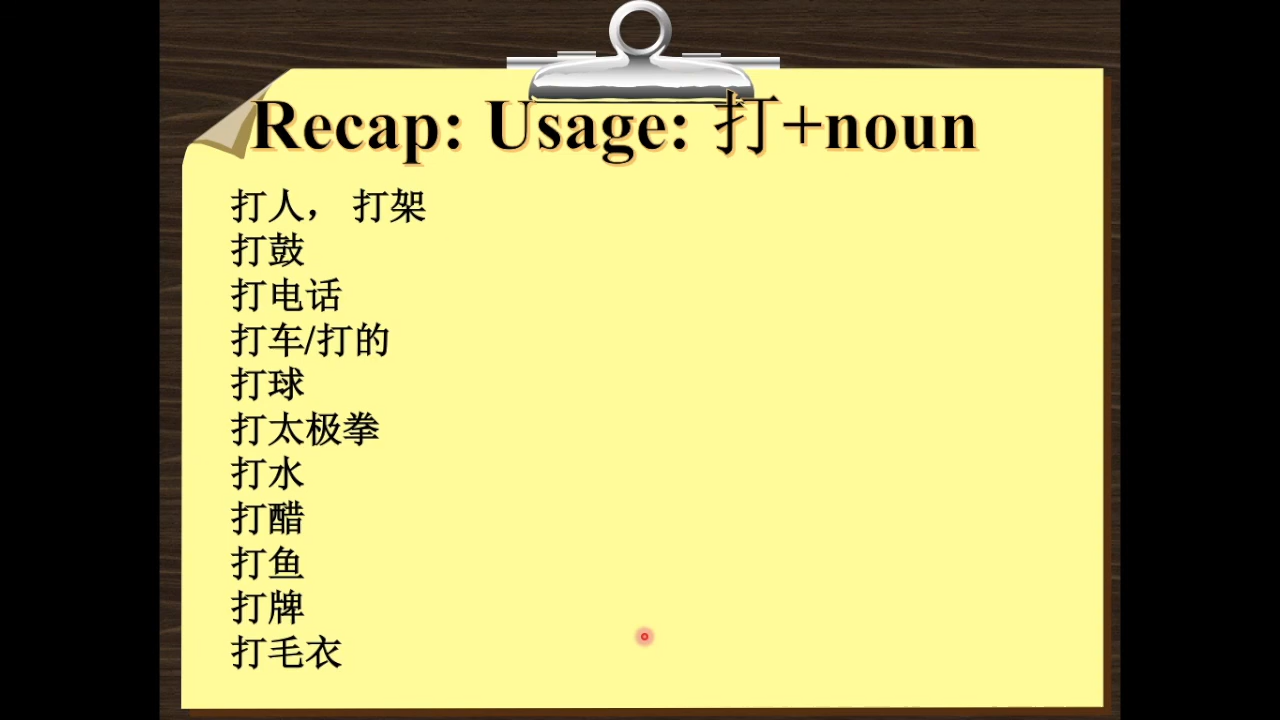 Recap: Usage: 打+noun
打人， 打架
打鼓
打电话
打车/打的
打球
打太极拳
打水
打醋
打鱼
打牌
打毛衣